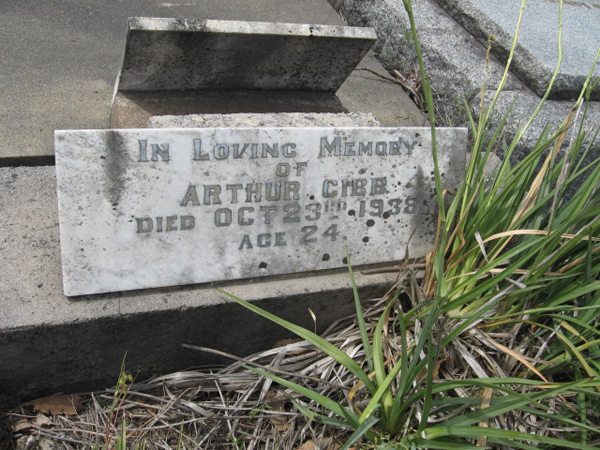 IN LOVING MEMORY
OF
ARTHUR GIBB
DIED OCT 23RD 1938
AGE 24